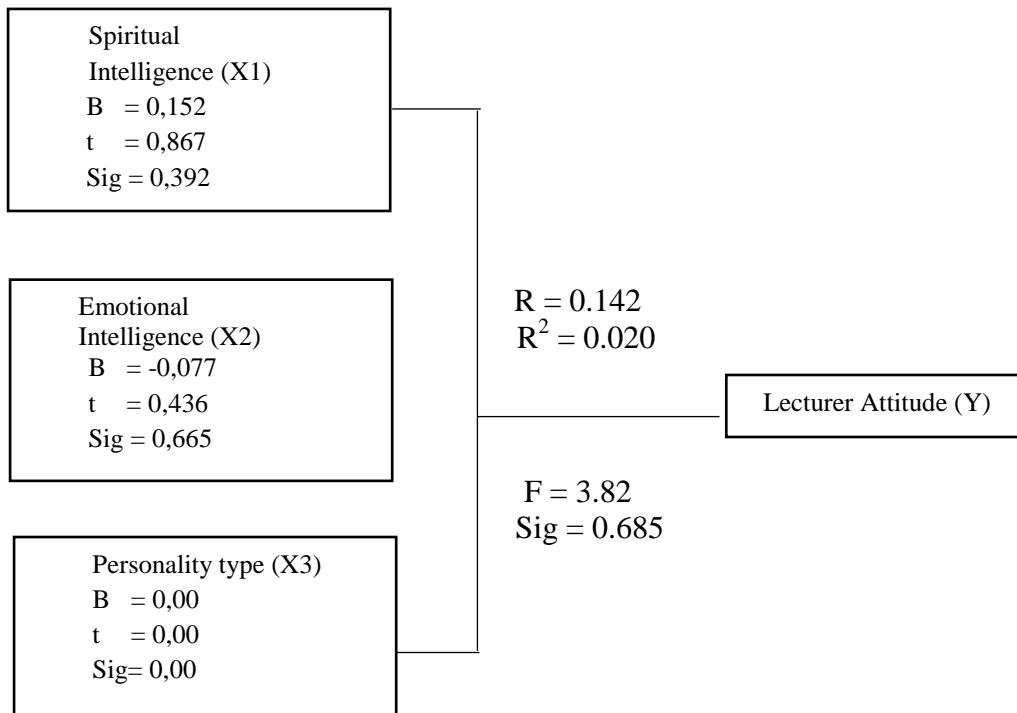 Spiritual
Intelligence (X1)
B = 0,152
t = 0,867
Sig = 0,392
Emotional
Intelligence (X2)
B = -0,077
t = 0,436
Sig = 0,665
Personality type (X3)
B = 0,00
t = 0,00
Sig= 0,00
R = 0.142
R² = 0.020
F = 3.82
Sig = 0.685
Lecturer Attitude (Y)